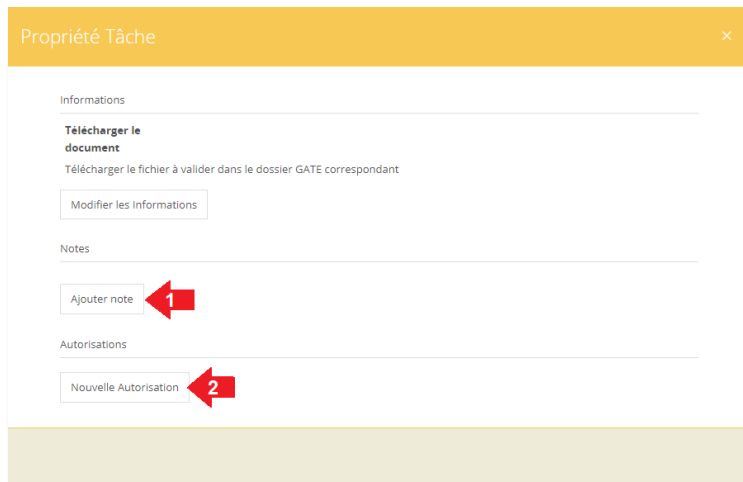 Propriété Tâche ×
Informations
Télécharger le
document
Télécharger le fichier à valider dans le dossier GATE correspondant
Modifier les Informations
Notes
Ajouter note 1
Autorisations
Nouvelle Autorisation 2